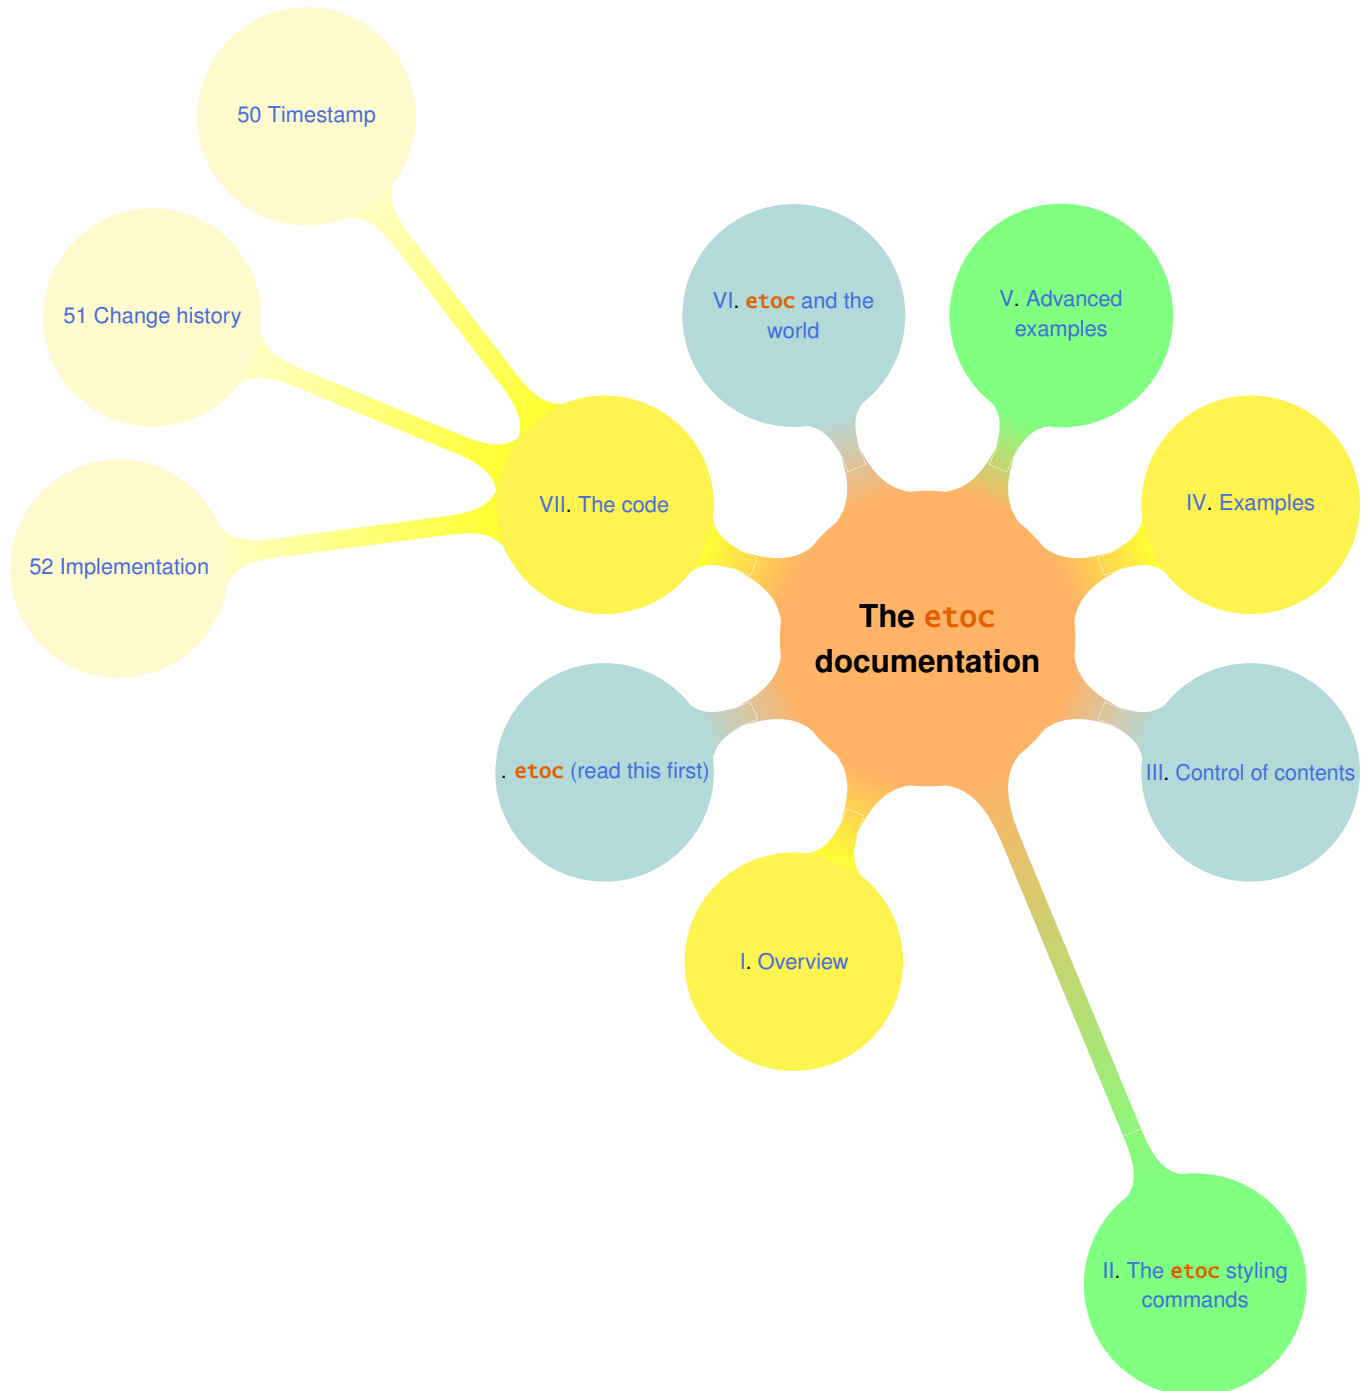 50 Timestamp
51 Change history
52 Implementation
VI. etoc and the
world
V. Advanced
examples
VII. The code
IV. Examples
The etoc
documentation
. etoc (read this first)
III. Control of contents
I. Overview
II. The etoc styling
commands